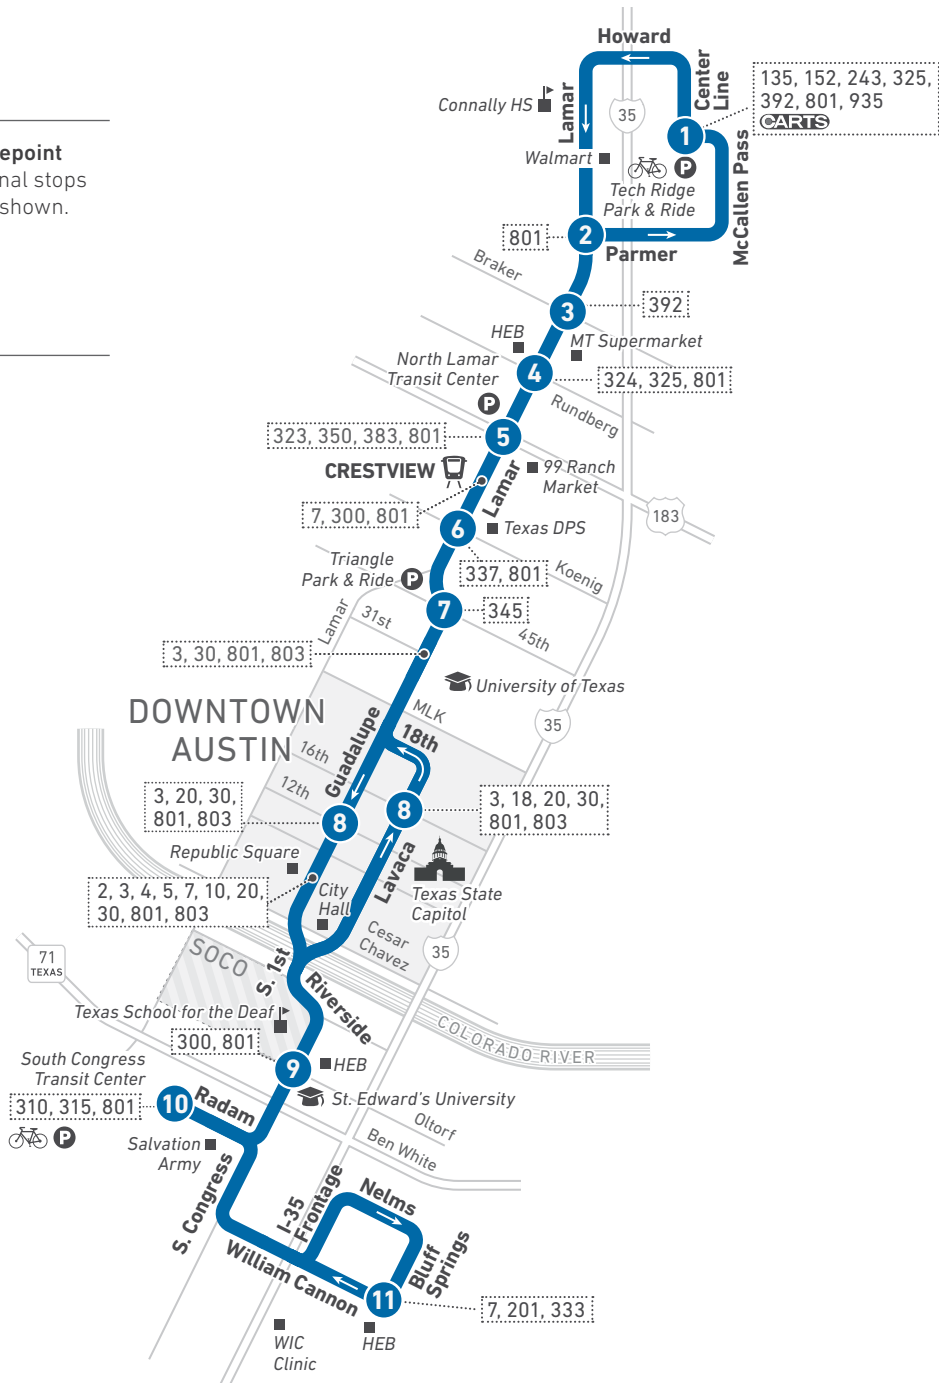 epoint
nal stops
shown.
Howard
Center
Line
135, 152, 243, 325,
392, 801, 935
CARTS
Connally HS
Lamar
35
1
Walmart
P
McCallen Pass
Tech Ridge
Park & Ride
801
2
Parmer
Braker
3
392
HEB
MT Supermarket
North Lamar
Transit Center
4
324, 325, 801
P
Rundberg
323, 350, 383, 801
5
CRESTVIEW
Lamar
99 Ranch
Market
7, 300, 801
183
6
Texas DPS
Triangle
Park & Ride
P
337, 801
Koenig
Lamar
31st
7
345
45th
3, 30, 801, 803
University of Texas
MLK
DOWNTOWN
AUSTIN
35
16th
Guadalupe
18th
12th
3, 20, 30,
801, 803
8
8
3, 18, 20, 30,
801, 803
Republic Square
Lavaca
2, 3, 4, 5, 7, 10, 20,
30, 801, 803
City
Hall
Texas State
Capitol
Cesar
Chavez
35
SOCO
71
TEXAS
S. 1st
Riverside
Texas School for the Deaf
COLORADO RIVER
300, 801
9
HEB
South Congress
Transit Center
310, 315, 801
10
Radam
St. Edward's University
Oltorf
P
Salvation
Army
Ben White
S. Congress
I-35
Frontage
Nelms
William Cannon
Bluff
Springs
11
7, 201, 333
WIC
Clinic
HEB